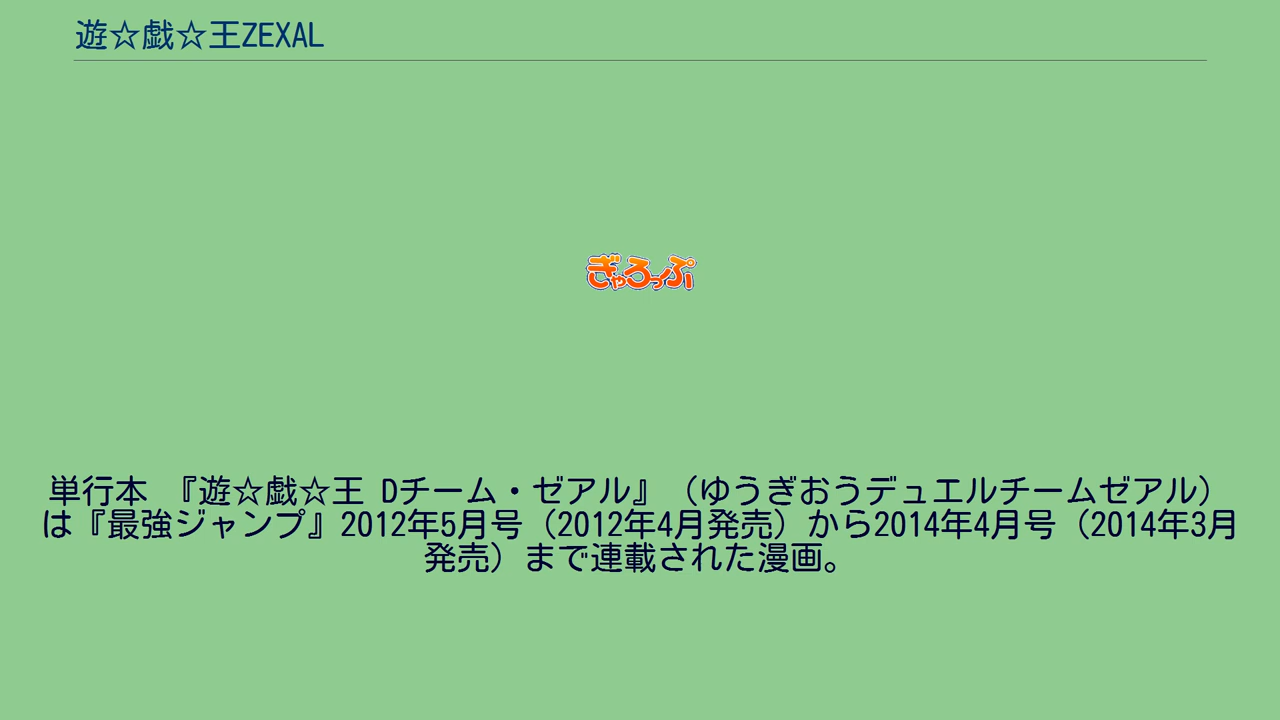 遊☆戯☆王ZEXAL
ぎゃろっぷ
単行本 『遊☆戯☆王 Dチーム・ゼアル』（ゆうぎおうデュエルチームゼアル）
は『最強ジャンプ』2012年5月号（2012年4月発売）から2014年4月号（2014年3月
発売）まで連載された漫画。